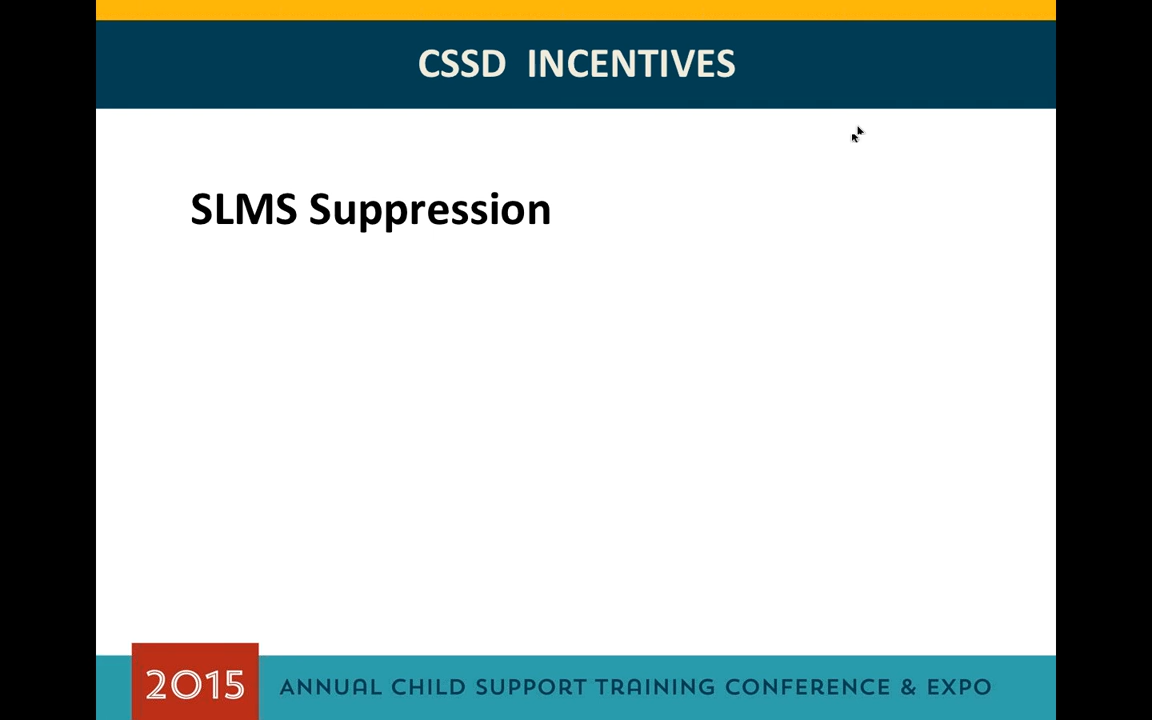 CSSD INCENTIVES
SLMS Suppression
2015 ANNUAL CHILD SUPPORT TRAINING CONFERENCE & EXPO